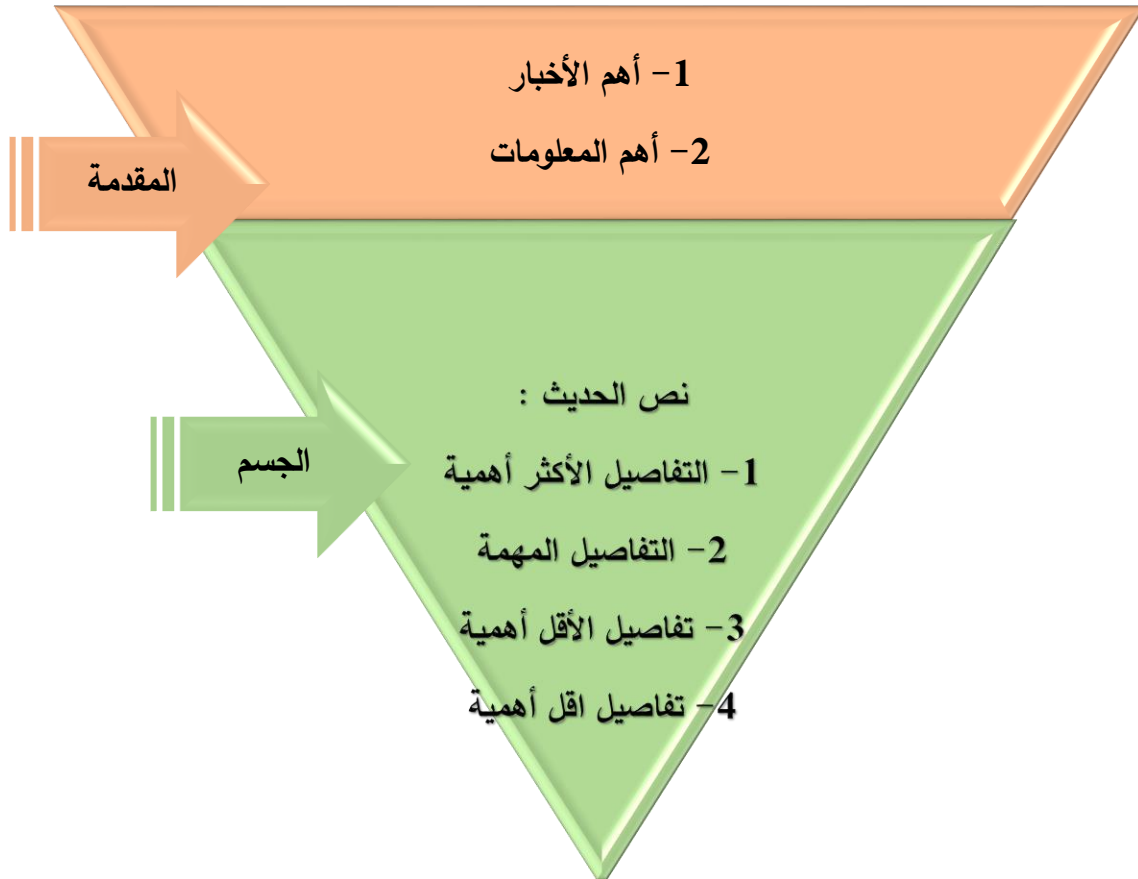 1- أهم الأخبار
2- أهم المعلومات
المقدمة
نص الحديث :
1- التفاصيل الأكثر أهمية
الجسم
2- التفاصيل المهمة
3- تفاصيل الأقل أهمية
4- تفاصيل اقل أهمية